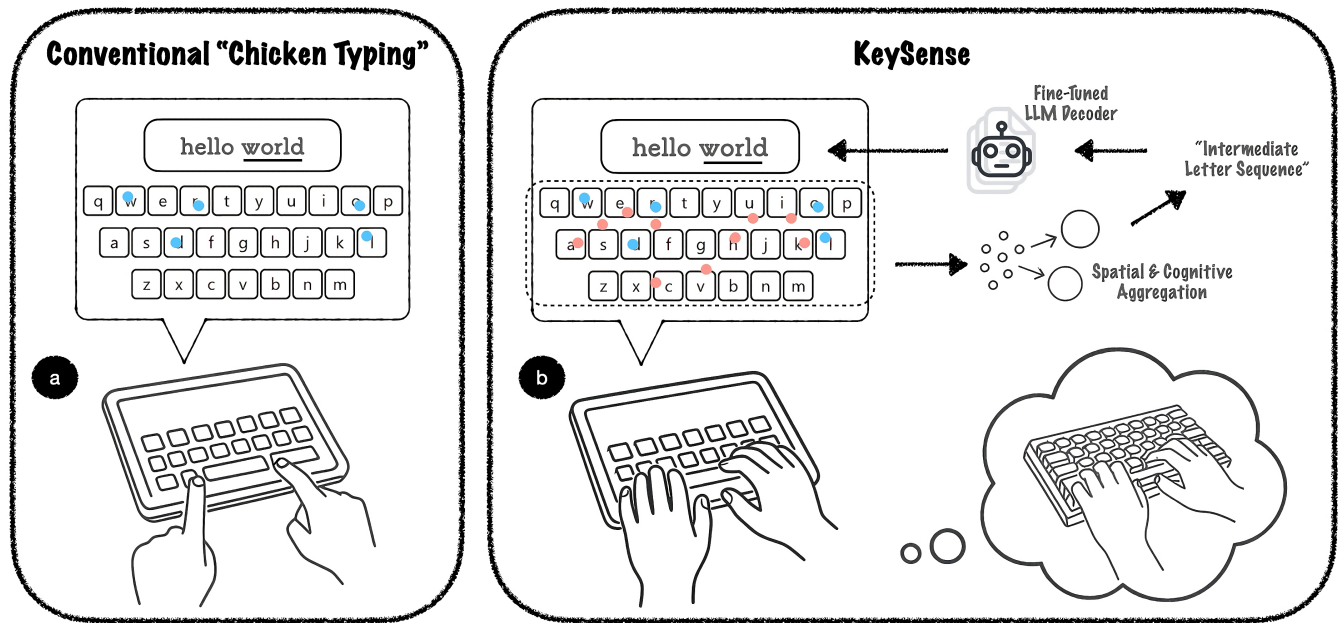 Conventional “Chicken Typing”
hello world
q w e r t y u i o p
a s d f g h j k l
z x c v b n m
a
KeySense
hello world
q w e r t y u i o p
a s d f g h j k l
z x c v b n m
b
Fine-Tuned
LLM Decoder
“Intermediate
Letter Sequence”
Spatial & Cognitive
Aggregation